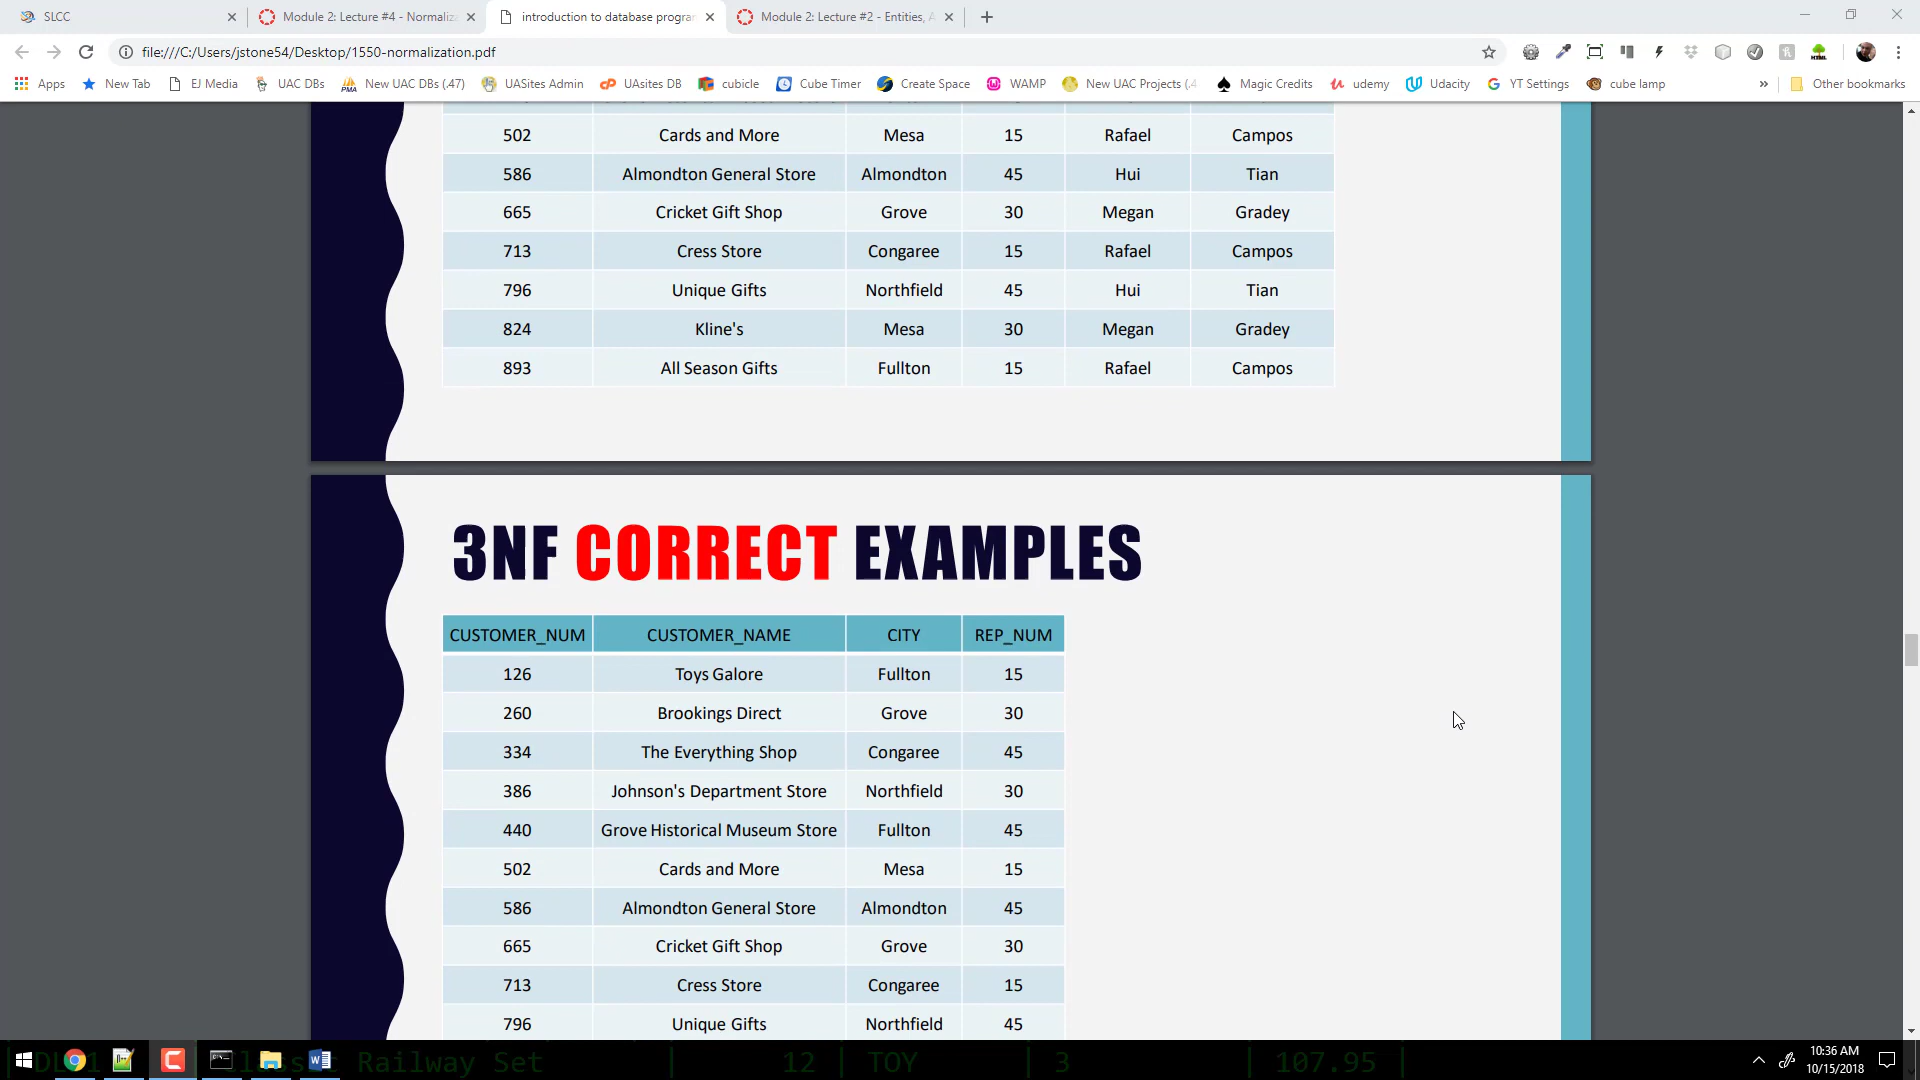 SLCC
Module 2: Lecture #4 - Normaliza
introduction to database progran
Module 2: Lecture #2 - Entities, A
file:///C:/Users/jstone54/Desktop/1550-normalization.pdf
Apps New Tab EJ Media UAC DBs New UAC DBs (.47) UASites Admin UAsites DB cubicle Cube Timer Create Space WAMP New UAC Projects (.4 Magic Credits udemy Udacity YT Settings cube lamp » Other bookmarks
502 Cards and More Mesa 15 Rafael Campos
586 Almondton General Store Almondton 45 Hui Tian
665 Cricket Gift Shop Grove 30 Megan Gradey
713 Cress Store Congaree 15 Rafael Campos
796 Unique Gifts Northfield 45 Hui Tian
824 Kline's Mesa 30 Megan Gradey
893 All Season Gifts Fullton 15 Rafael Campos
3NF CORRECT EXAMPLES
CUSTOMER_NUM CUSTOMER_NAME CITY REP_NUM
126 Toys Galore Fullton 15
260 Brookings Direct Grove 30
334 The Everything Shop Congaree 45
386 Johnson's Department Store Northfield 30
440 Grove Historical Museum Store Fullton 45
502 Cards and More Mesa 15
586 Almondton General Store Almondton 45
665 Cricket Gift Shop Grove 30
713 Cress Store Congaree 15
796 Unique Gifts Northfield 45
Railway Set | 12 | TOY | 3 | 107.95 |
10:36 AM
10/15/2018